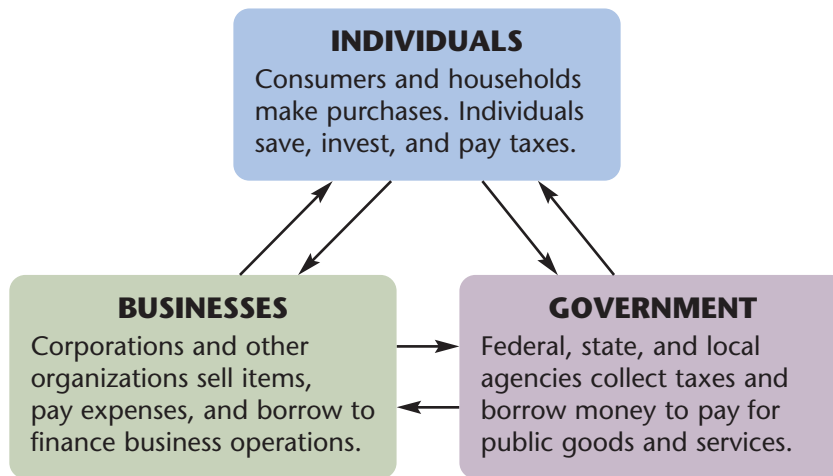 INDIVIDUALS
Consumers and households
make purchases. Individuals
save, invest, and pay taxes.
BUSINESSES
Corporations and other
organizations sell items,
pay expenses, and borrow to
finance business operations.
GOVERNMENT
Federal, state, and local
agencies collect taxes and
borrow money to pay for
public goods and services.